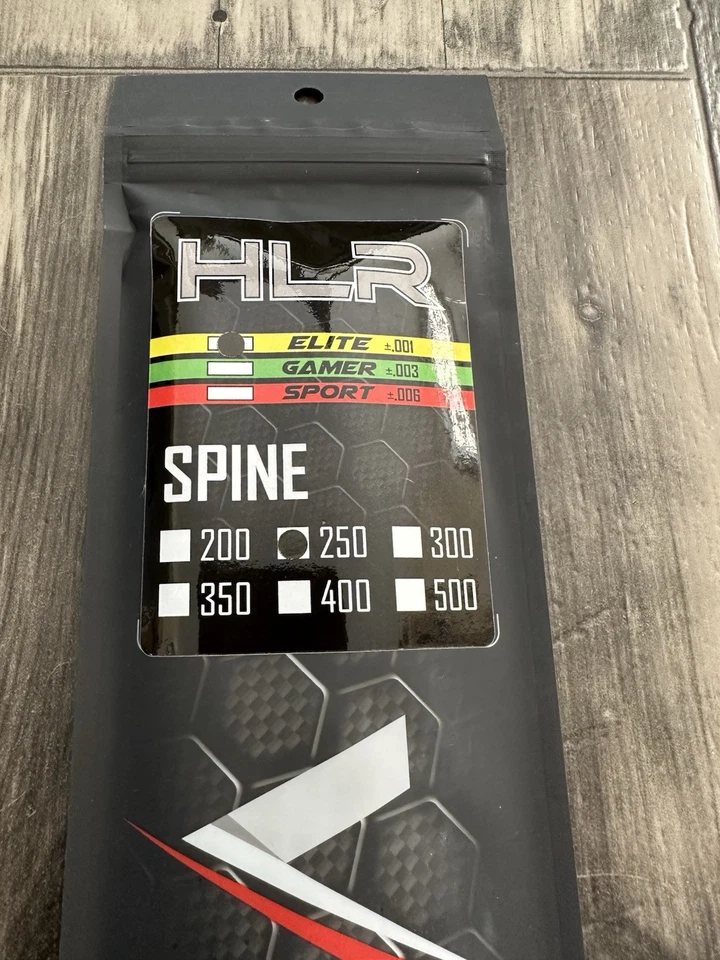 HLR
ELITE ±.001
GAMER ±.003
SPORT ±.006
SPINE
200 250 300
350 400 500